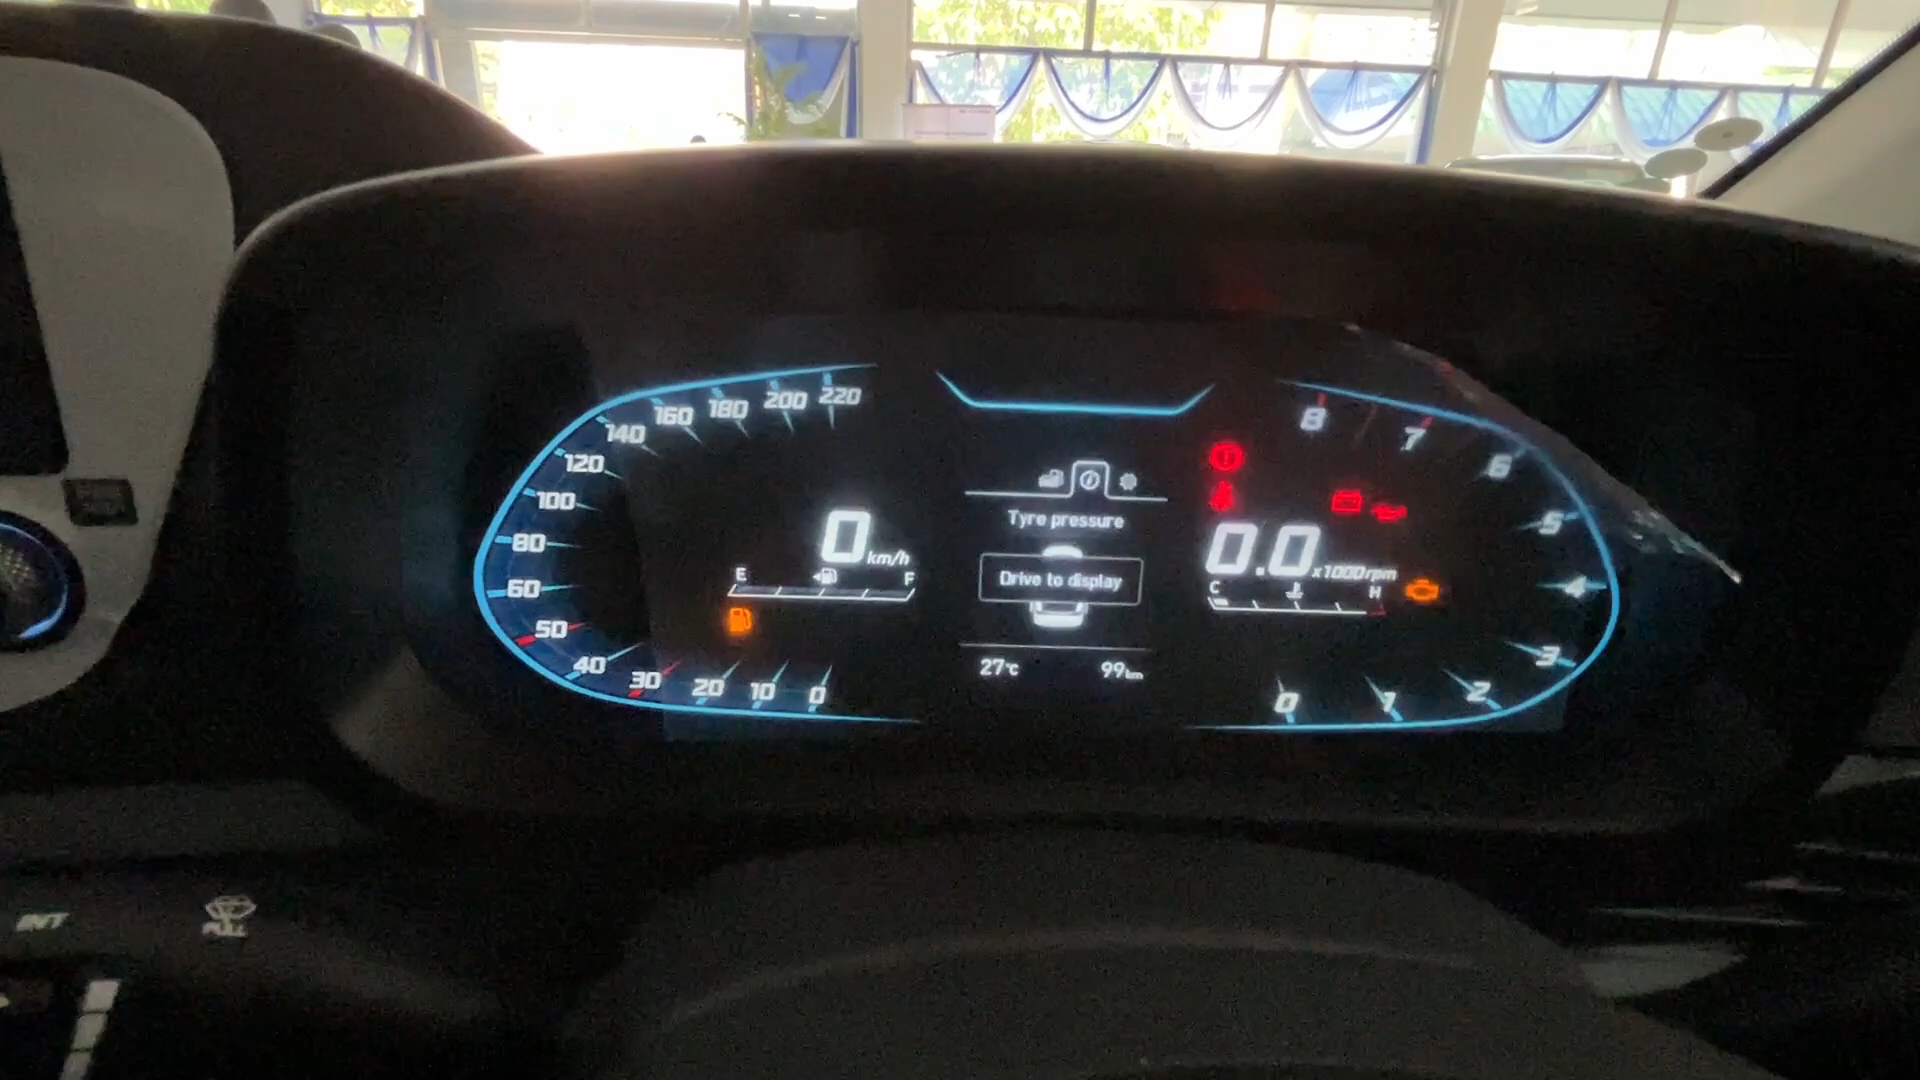 220
200
180
160
140
120
100
80
60
50
40
30
20
10
0
0 km/h
E F
Tyre pressure
Drive to display
27°C 99km
8
7
6
5
4
3
2
1
0
0.0 x1000rpm
C H
INT
PULL